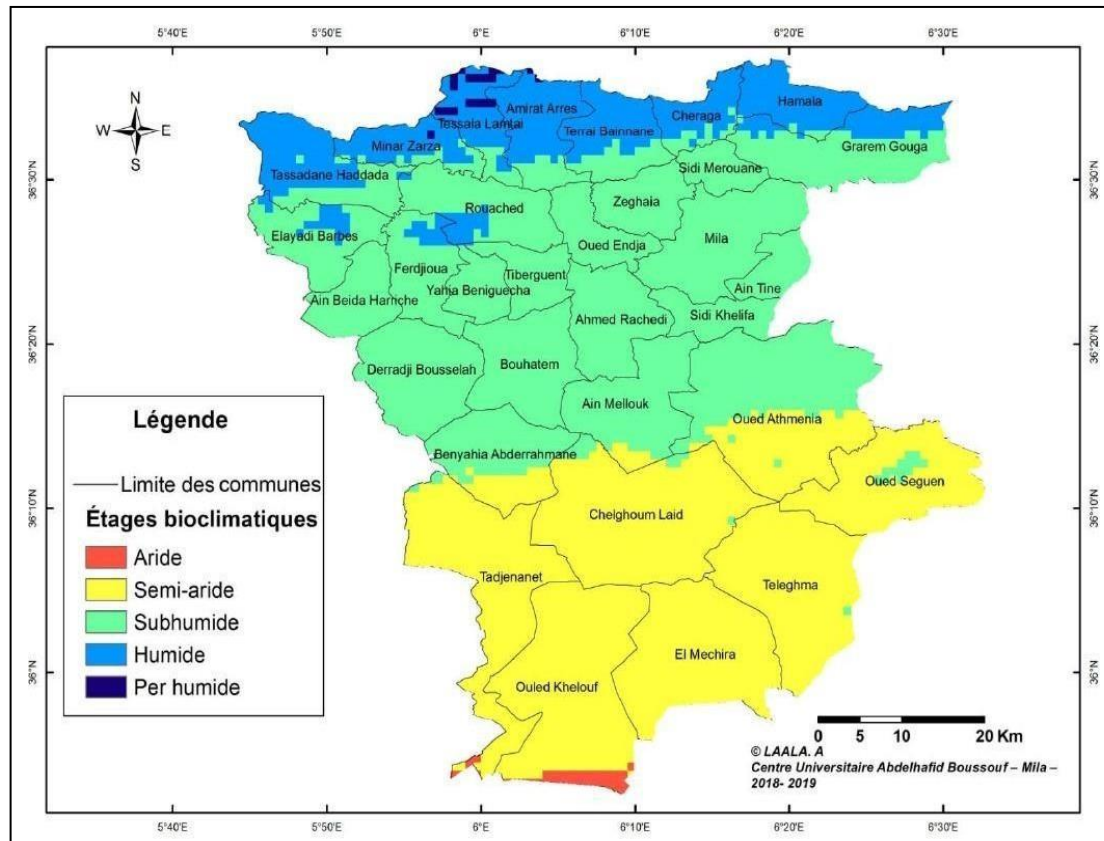 5°40'E
5°50'E
6°E
6°10'E
6°20'E
6°30'E
N
W
E
S
36°30'N
36°20'N
36°10'N
36°N
36°30'N
36°20'N
36°10'N
36°N
Hamala
Amirat Arres
Cheraga
Tessala Lamtai
Terrai Bainnane
Minar Zarza
Grarem Gouga
Sidi Merouane
Tassadane Haddada
Zeghaia
Rouached
Elayadi Barbes
Oued Endja
Mila
Ferdjioua
Tiberguent
Yahia Beniguecha
Ain Tine
Ain Beida Harriche
Ahmed Rachedi
Sidi Khelifa
Derradji Bousselah
Bouhatem
Ain Mellouk
Oued Athmenia
Benyahia Abderrahmane
Oued Seguen
Chelghoum Laid
Tadjenanet
Teleghma
El Mechira
Ouled Khelouf
Légende
Limite des communes
Étages bioclimatiques
Aride
Semi-aride
Subhumide
Humide
Per humide
0 5 10 20 Km
© LAALA. A
Centre Universitaire Abdelhafid Boussouf – Mila –
2018- 2019
5°40'E
5°50'E
6°E
6°10'E
6°20'E
6°30'E